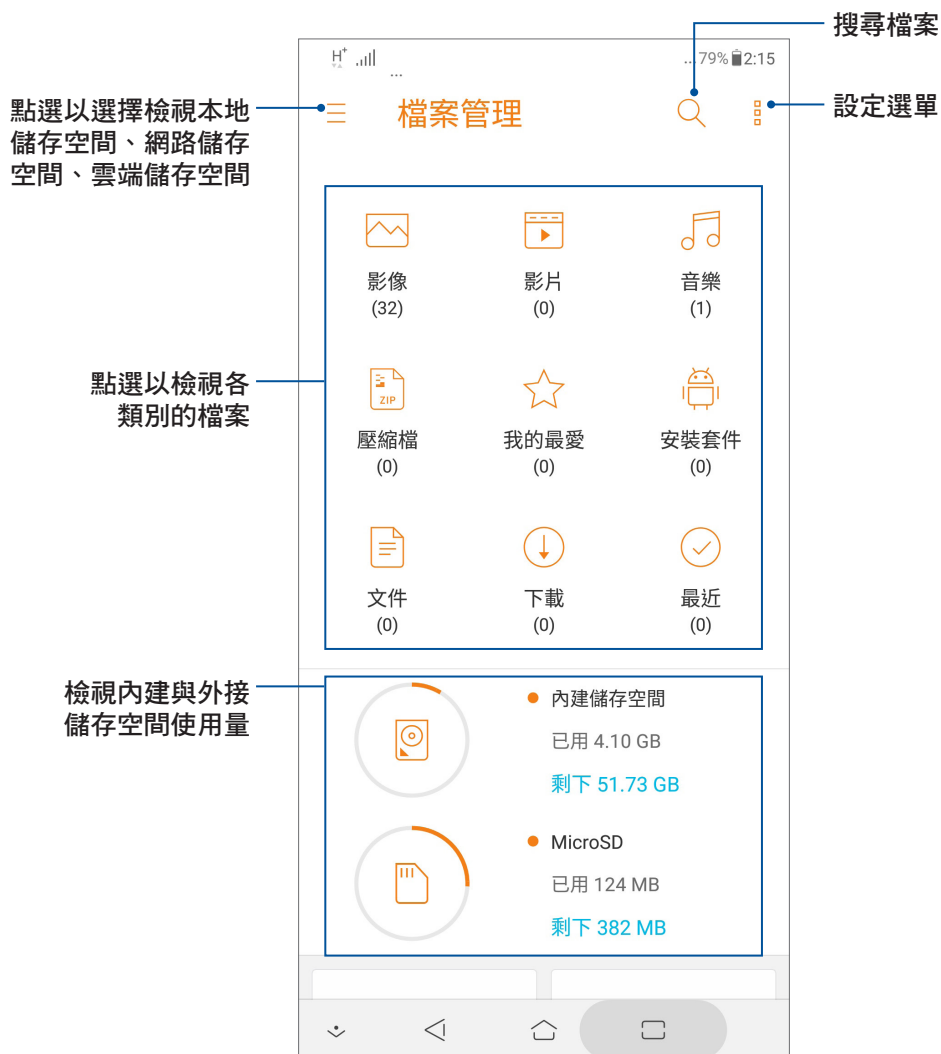 搜尋檔案
H+ ... ...79% 2:15
點選以選擇檢視本地
儲存空間、網路儲存
空間、雲端儲存空間
檔案管理
設定選單
影像 影片 音樂
(32) (0) (1)
點選以檢視各
類別的檔案
ZIP
壓縮檔 我的最愛 安裝套件
(0) (0) (0)
文件 下載 最近
(0) (0) (0)
檢視內建與外接
儲存空間使用量
內建儲存空間
已用 4.10 GB
剩下 51.73 GB
MicroSD
已用 124 MB
剩下 382 MB